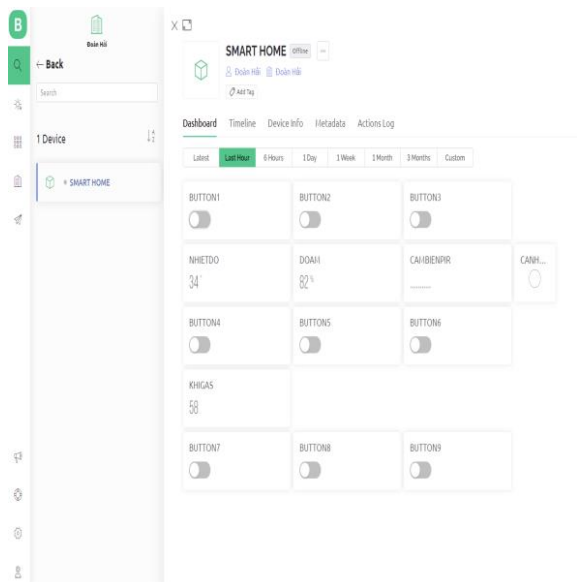 B
Đoàn Hải
← Back
Search
1 Device
SMART HOME
SMART HOME Offline
Đoàn Hải Đoàn Hải
Add Tag
Dashboard Timeline Device Info Metadata Actions Log
Latest Last Hour 6 Hours 1 Day 1 Week 1 Month 3 Months Custom
BUTTON1 BUTTON2 BUTTON3
NHIETDO DOAM CAMBIENPIR CANH...
34° 82%
BUTTON4 BUTTON5 BUTTON6
KHIGAS
58
BUTTON7 BUTTON8 BUTTON9